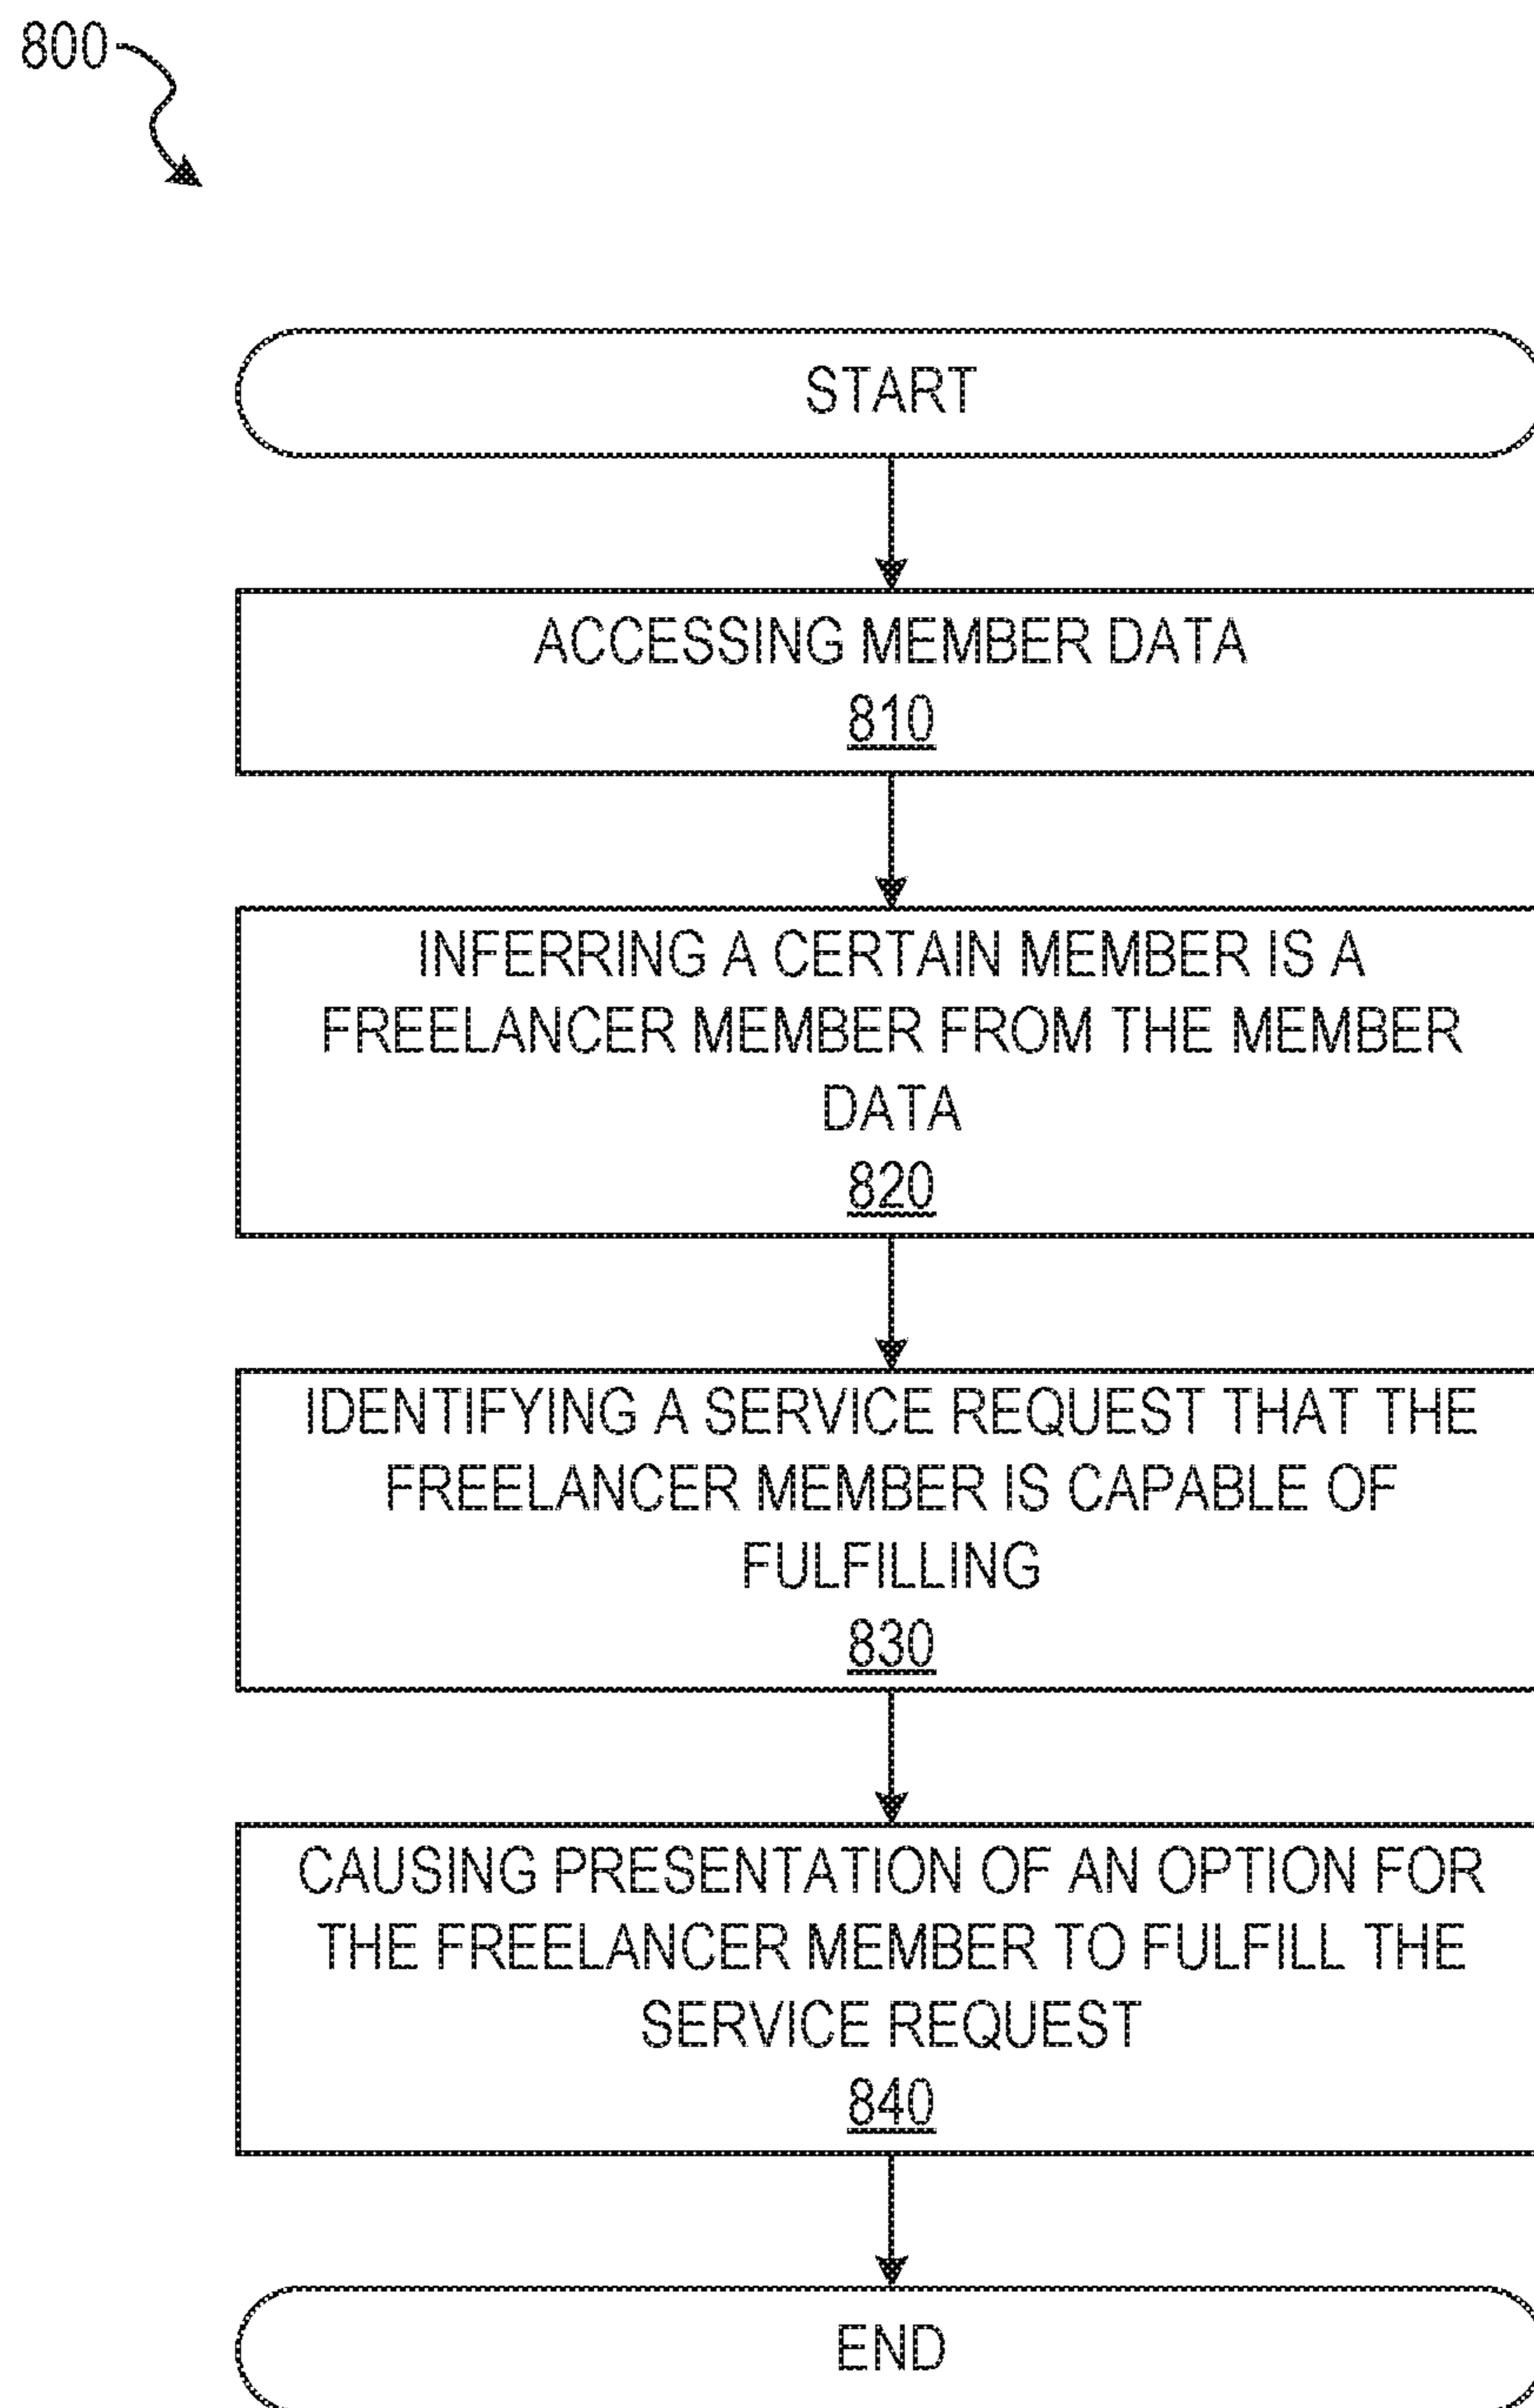 800
START
ACCESSING MEMBER DATA
810
INFERRING A CERTAIN MEMBER IS A
FREELANCER MEMBER FROM THE MEMBER
DATA
820
IDENTIFYING A SERVICE REQUEST THAT THE
FREELANCER MEMBER IS CAPABLE OF
FULFILLING
830
CAUSING PRESENTATION OF AN OPTION FOR
THE FREELANCER MEMBER TO FULFILL THE
SERVICE REQUEST
840
END